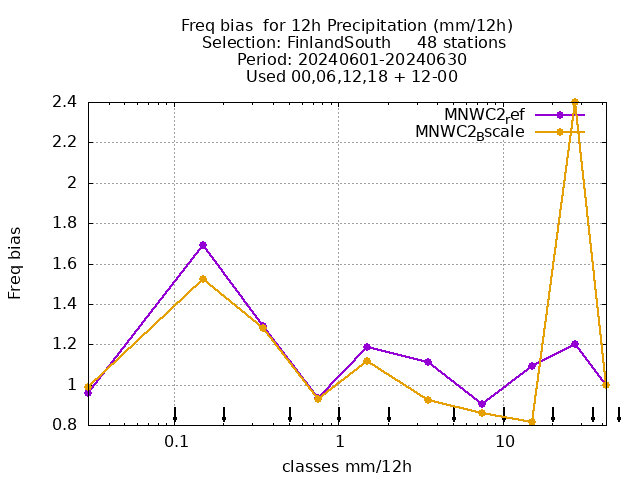 Freq bias  for 12h Precipitation (mm/12h)
Selection: FinlandSouth     48 stations
Period: 20240601-20240630
Used 00,06,12,18 + 12-00
MNWC2ref
MNWC2Bscale
2.4
2.2
2
1.8
1.6
1.4
1.2
1
0.8
Freq bias
0.1
1
10
classes mm/12h